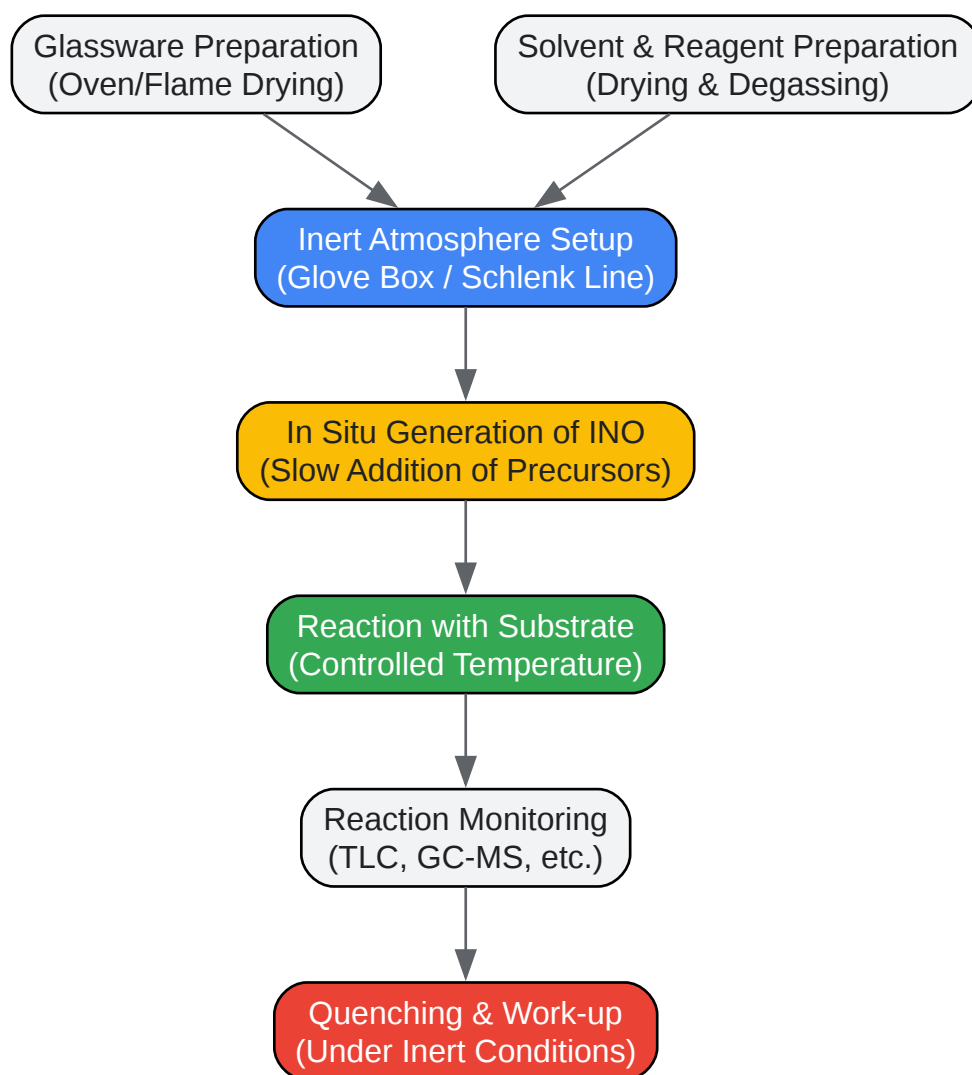 Glassware Preparation
(Oven/Flame Drying)
Solvent & Reagent Preparation
(Drying & Degassing)
Inert Atmosphere Setup
(Glove Box / Schlenk Line)
In Situ Generation of INO
(Slow Addition of Precursors)
Reaction with Substrate
(Controlled Temperature)
Reaction Monitoring
(TLC, GC-MS, etc.)
Quenching & Work-up
(Under Inert Conditions)